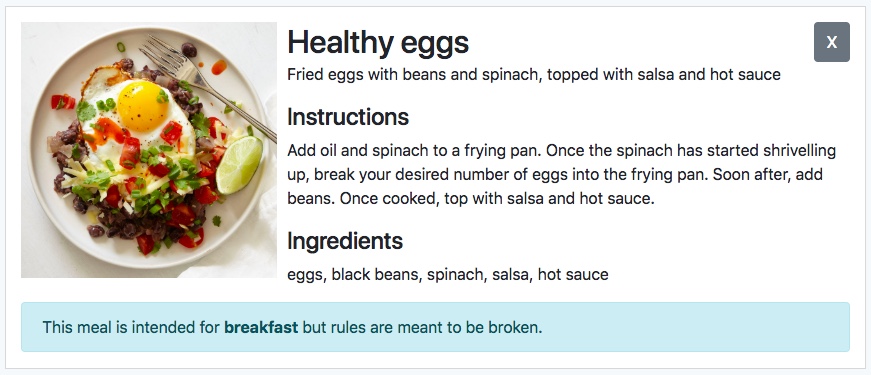 Healthy eggs
X
Fried eggs with beans and spinach, topped with salsa and hot sauce
Instructions
Add oil and spinach to a frying pan. Once the spinach has started shrivelling
up, break your desired number of eggs into the frying pan. Soon after, add
beans. Once cooked, top with salsa and hot sauce.
Ingredients
eggs, black beans, spinach, salsa, hot sauce
This meal is intended for breakfast but rules are meant to be broken.